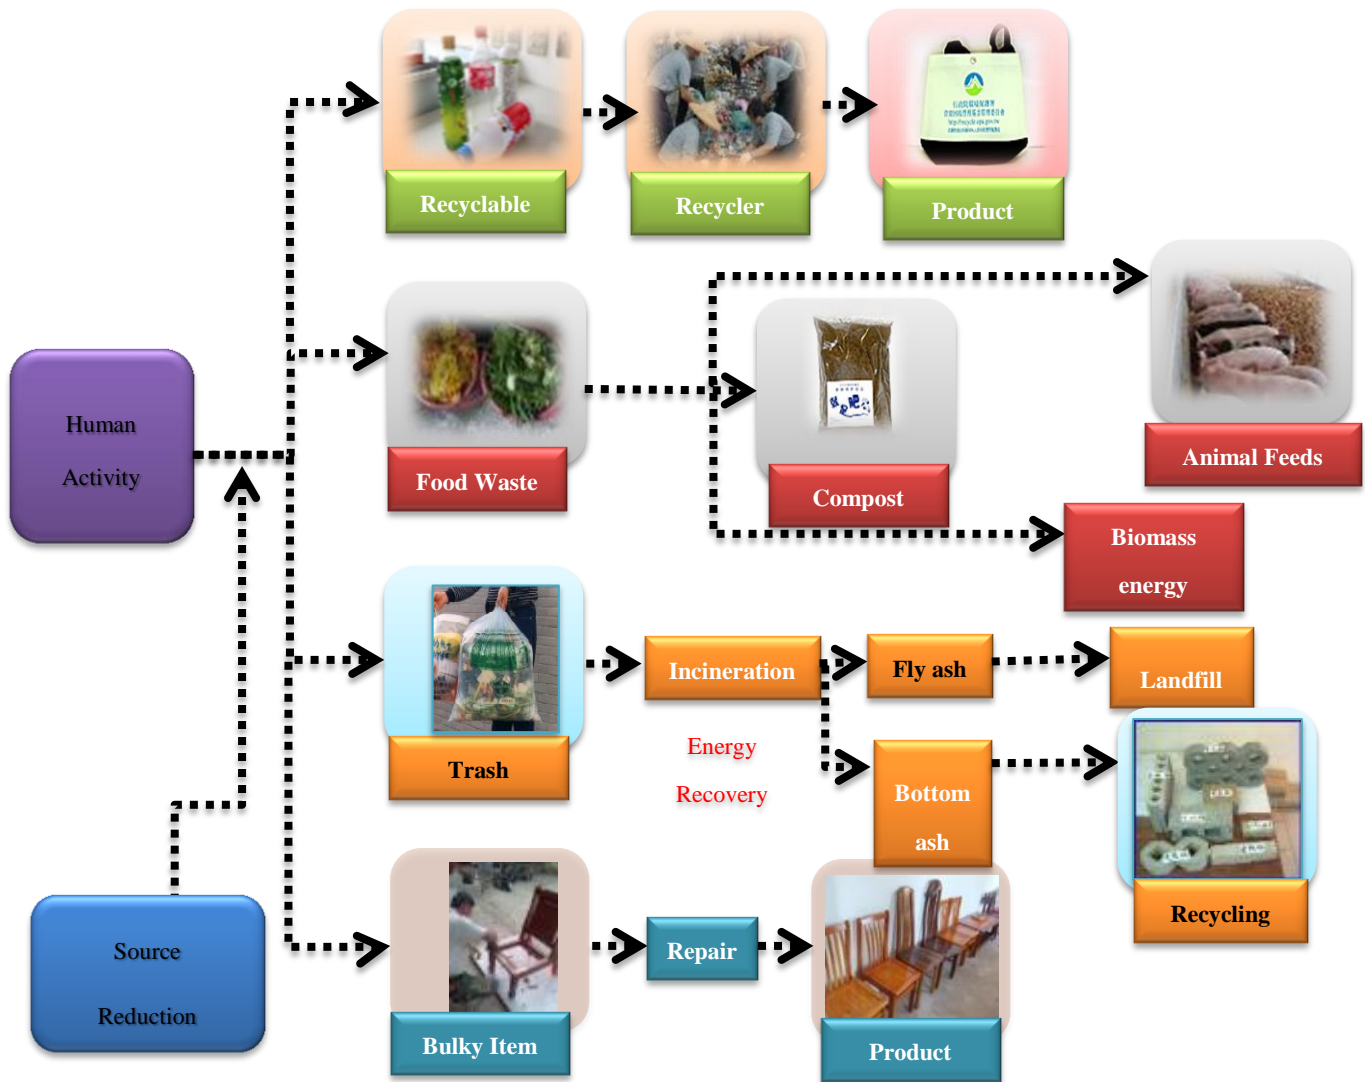 Recyclable
Recycler
Product
Human
Activity
Food Waste
Compost
Animal Feeds
Biomass
energy
Trash
Incineration
Energy
Recovery
Fly ash
Landfill
Bottom
ash
Recycling
Source
Reduction
Bulky Item
Repair
Product